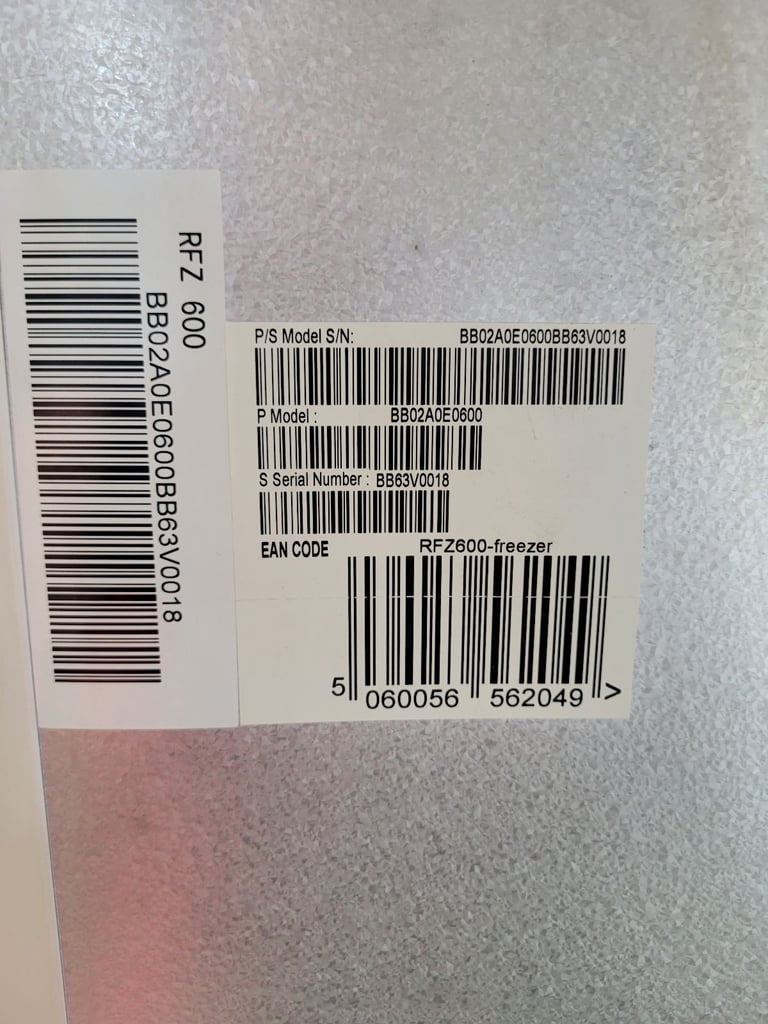 RFZ 600
BB02A0E0600BB63V0018
P/S Model S/N: BB02A0E0600BB63V0018
P Model : BB02A0E0600
S Serial Number : BB63V0018
EAN CODE RFZ600-freezer
5 060056 562049 >